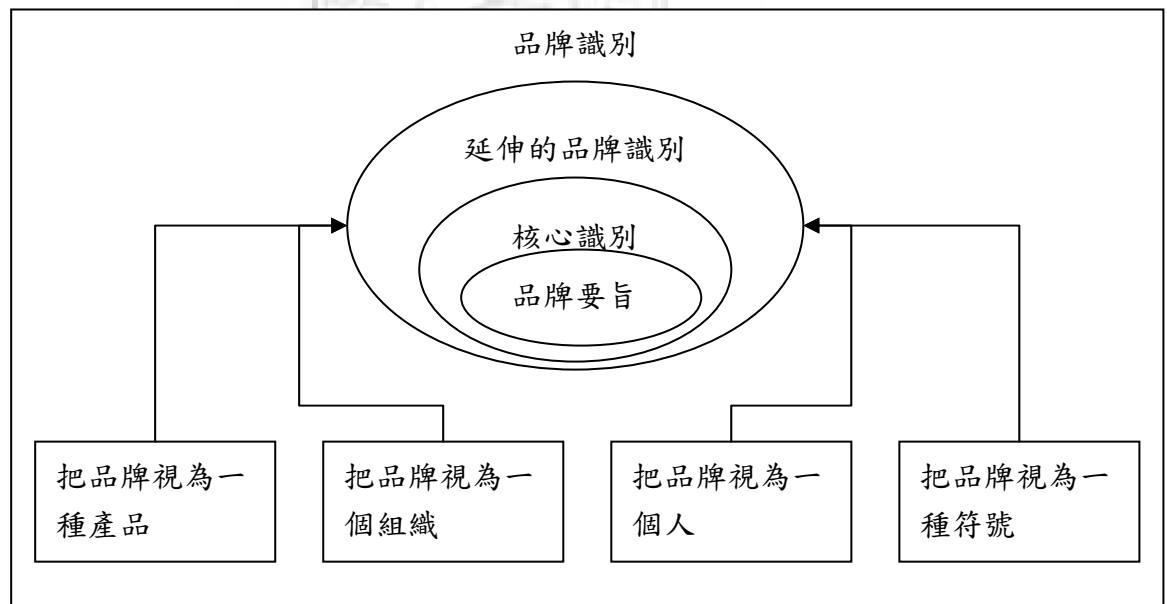 品牌識別
延伸的品牌識別
核心識別
品牌要旨
把品牌視為一
種產品
把品牌視為一
個組織
把品牌視為一
個人
把品牌視為一
種符號